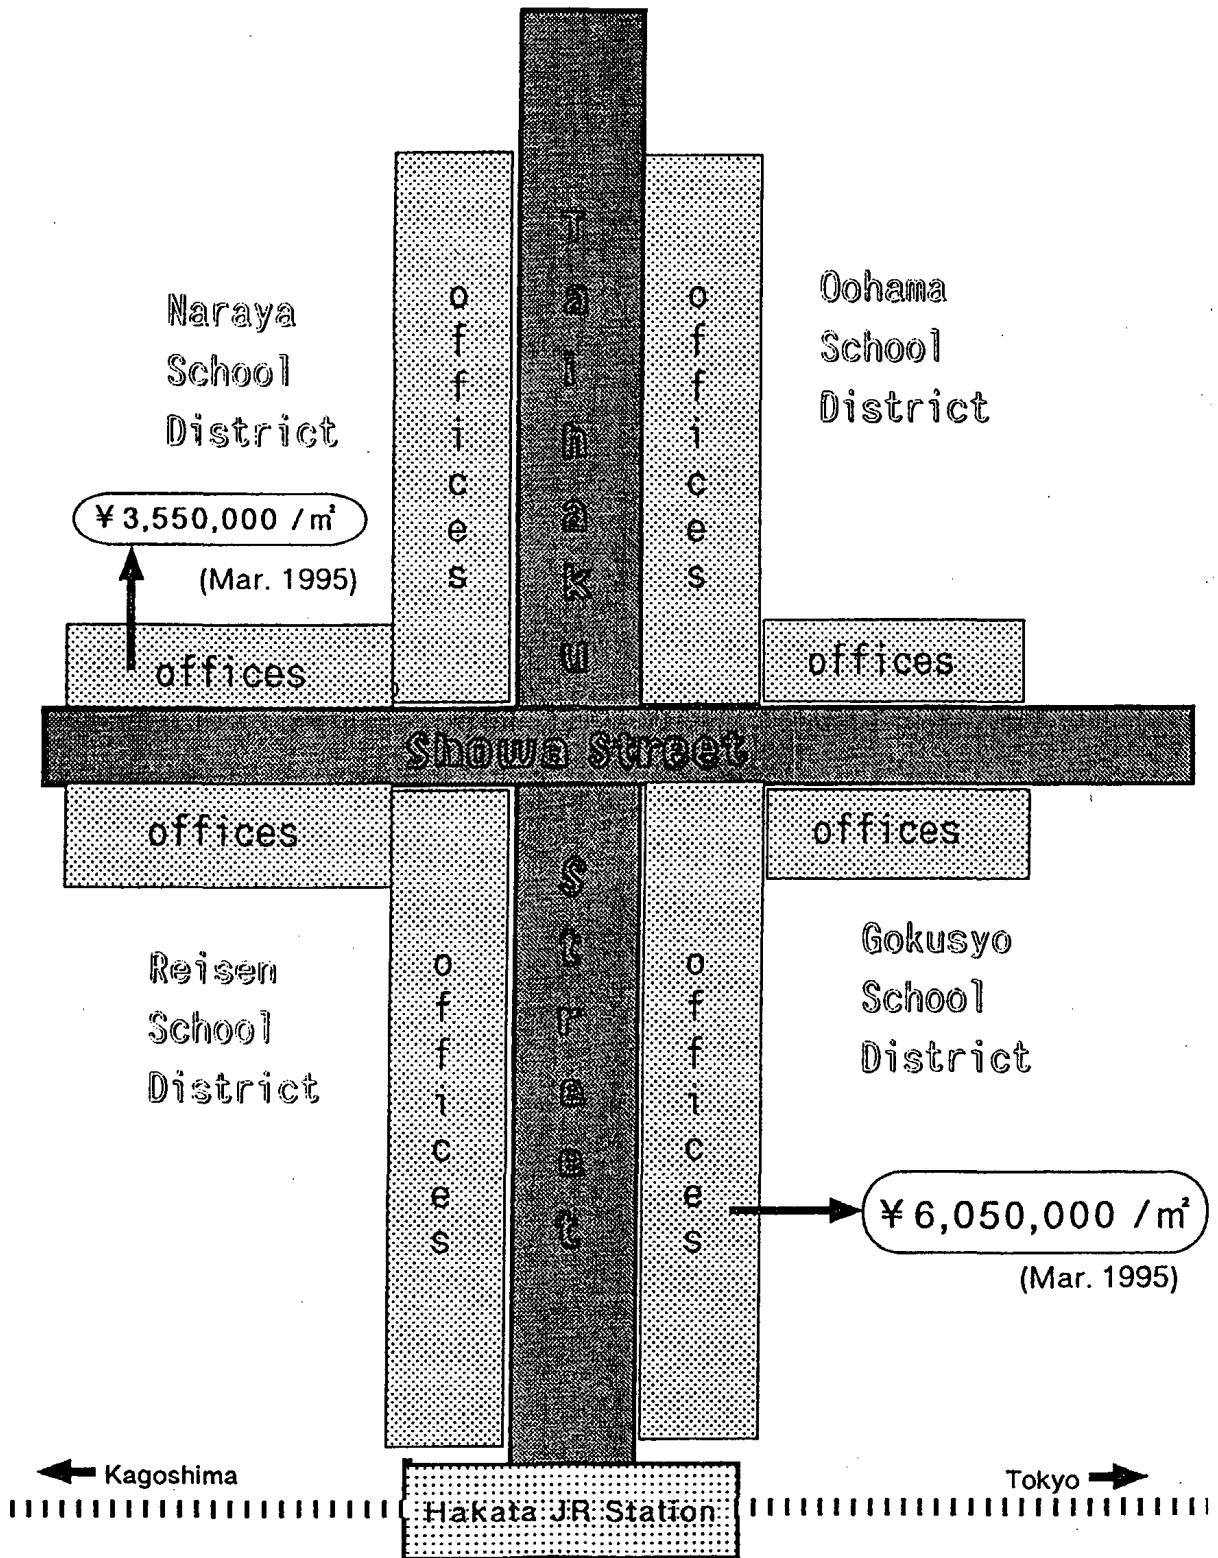 Taihaku Street
offices
offices
Naraya
School
District
Oohama
School
District
¥3,550,000 /㎡
(Mar. 1995)
offices
offices
Showa Street
offices
offices
offices
offices
Reisen
School
District
Gokusyo
School
District
¥6,050,000 /㎡
(Mar. 1995)
Kagoshima
Tokyo
Hakata JR Station